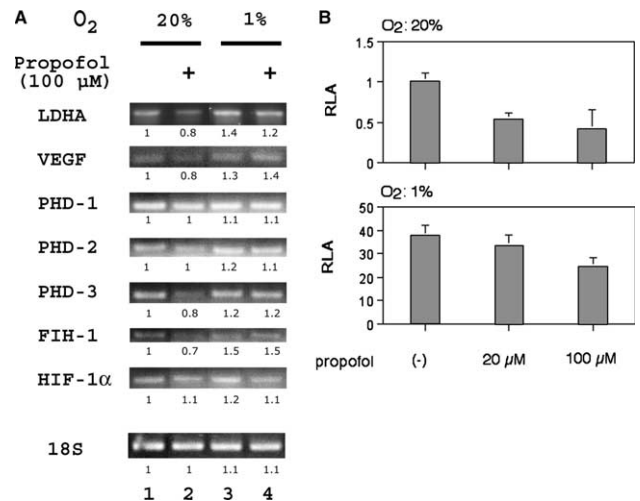 A
O2 20% 1%
Propofol
(100 µM) + +
LDHA
1 0.8 1.4 1.2
VEGF
1 0.8 1.3 1.4
PHD-1
1 1 1.1 1.1
PHD-2
1 1 1.2 1.1
PHD-3
1 0.8 1.2 1.2
FIH-1
1 0.7 1.5 1.5
HIF-1α
1 1.1 1.2 1.1
18S
1 1 1.1 1.1
1 2 3 4
B
O2: 20%
RLA
1.5
1
0.5
0
O2: 1%
RLA
50
40
30
20
10
0
propofol (-) 20 µM 100 µM